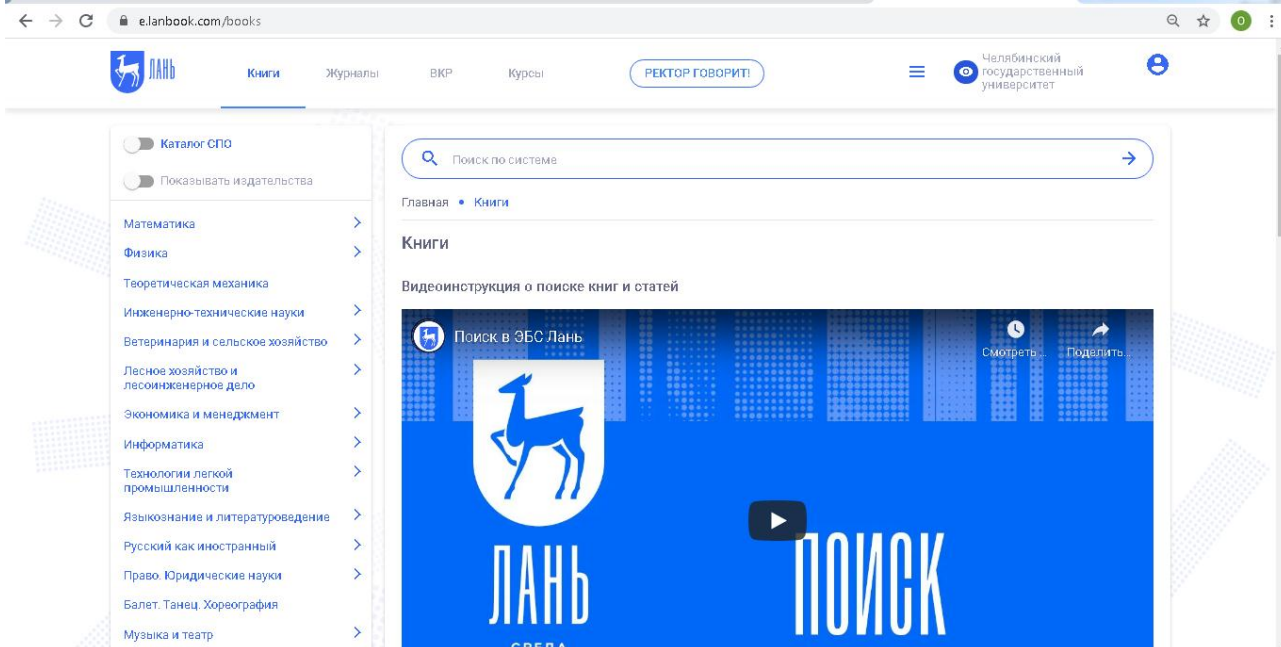 e.lanbook.com/books
О
ЛАНЬ
Книги
Журналы
ВКР
Курсы
РЕКТОР ГОВОРИТ!
Челябинский
государственный
университет
Каталог СПО
Показывать издательства
Математика
Физика
Теоретическая механика
Инженерно-технические науки
Ветеринария и сельское хозяйство
Лесное хозяйство и
лесоинженерное дело
Экономика и менеджмент
Информатика
Технологии легкой
промышленности
Языкознание и литературоведение
Русский как иностранный
Право. Юридические науки
Балет. Танец. Хореография
Музыка и театр
Поиск по системе
Главная • Книги
Книги
Видеоинструкция о поиске книг и статей
Поиск в ЭБС Лань
Смотреть ...
Поделить...
ЛАНЬ
СРЕДА
ПОИСК